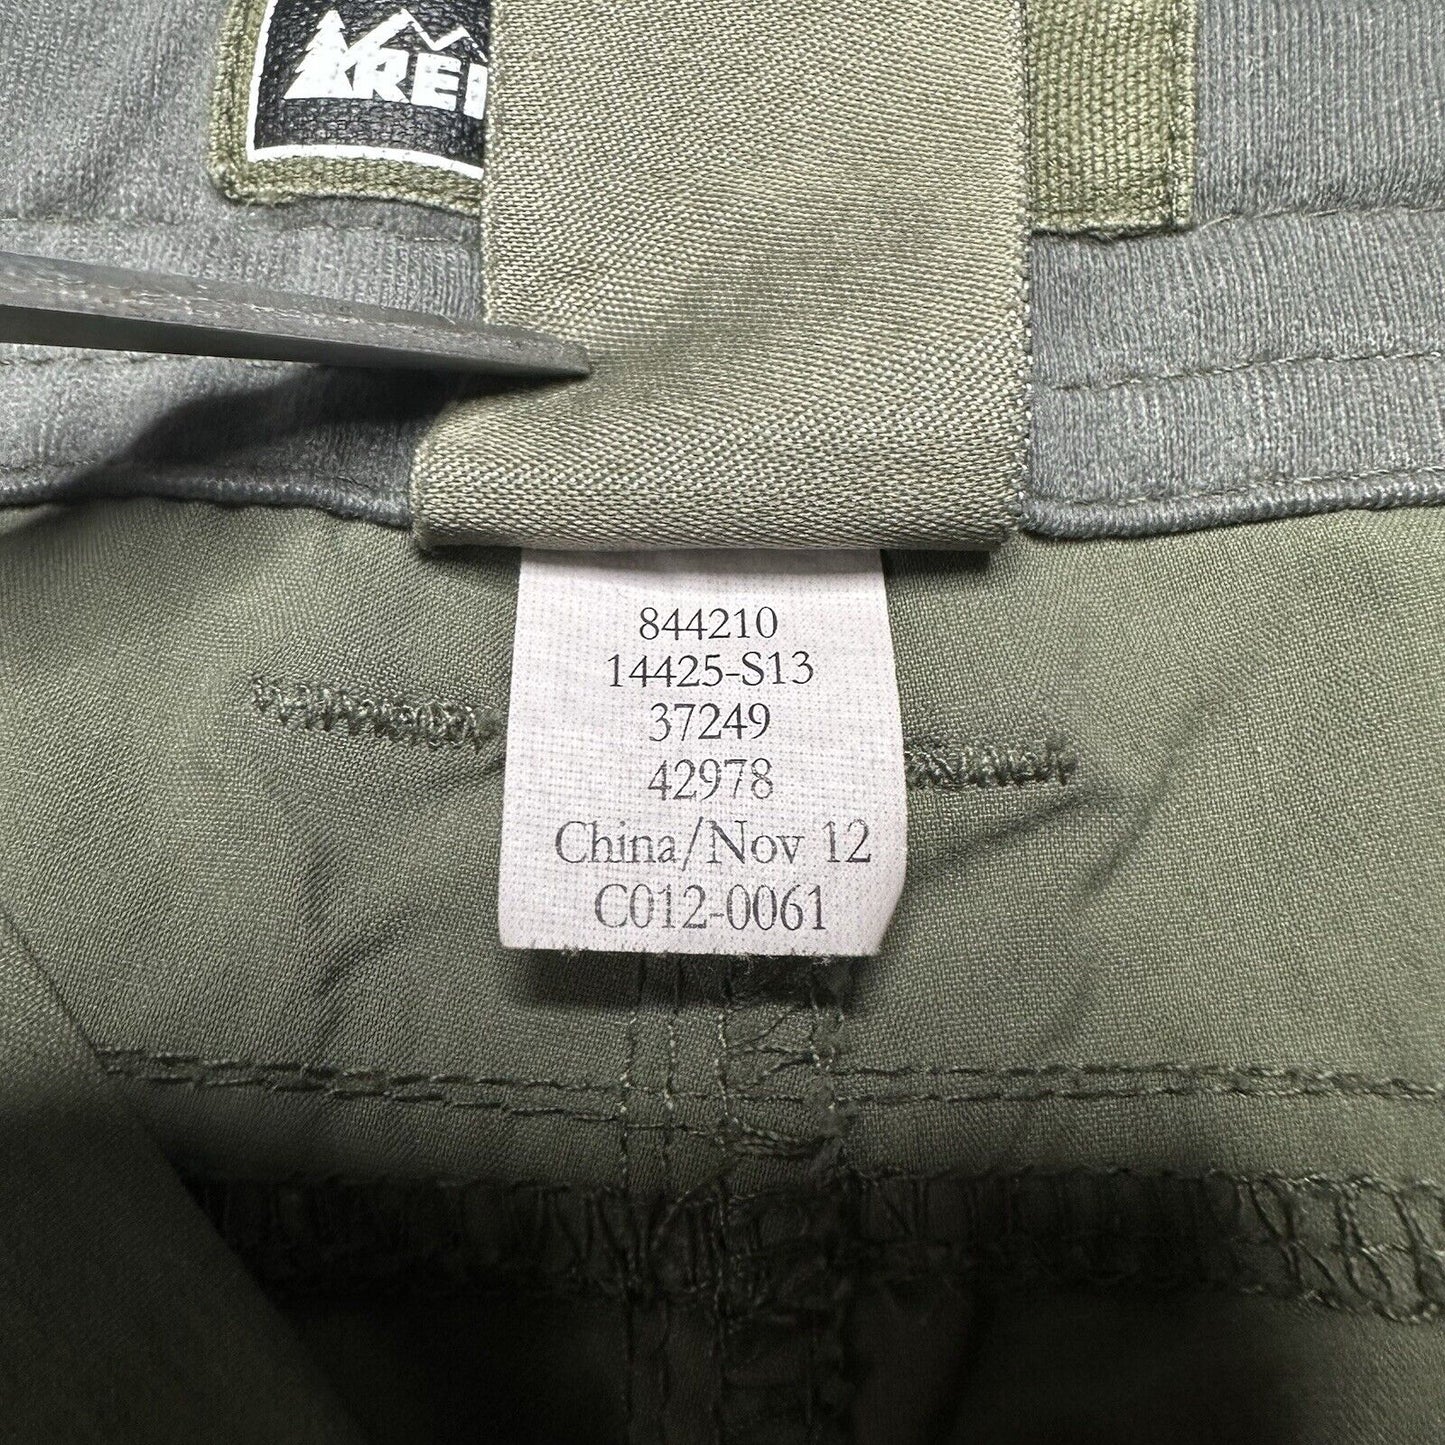 REI
844210
14425-S13
37249
42978
China/Nov 12
C012-0061